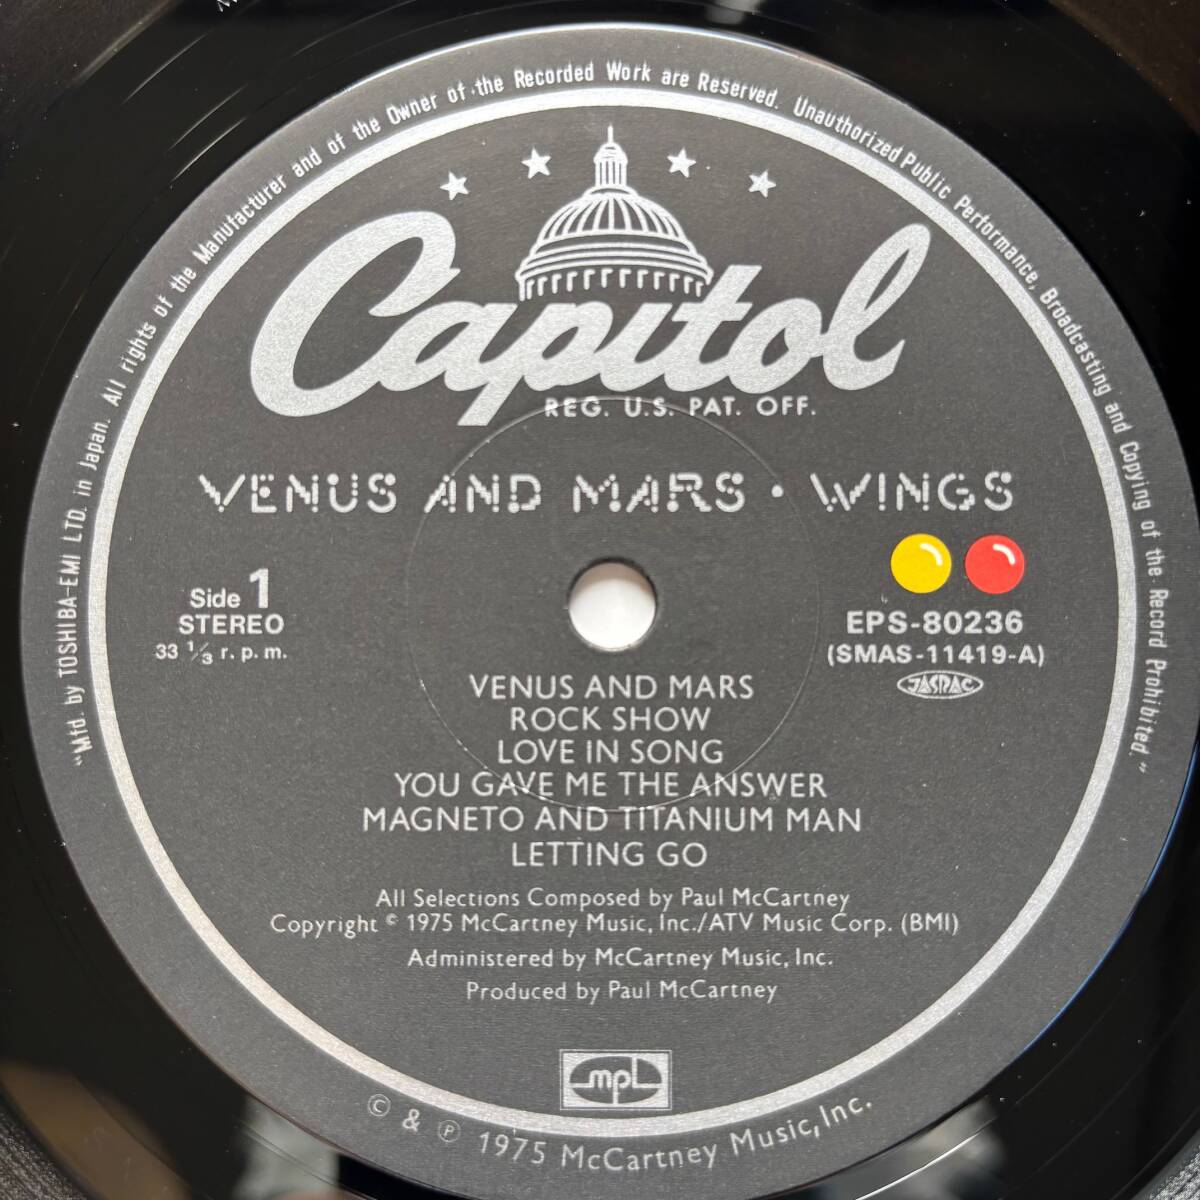 "Mfd. by TOSHIBA-EMI LTD. in Japan. All rights of the Manufacturer and of the Owner of the Recorded Work are Reserved. Unauthorized Public Performance, Broadcasting and Copying of the Record Prohibited."
Capitol
REG. U.S. PAT. OFF.
VENUS AND MARS • WINGS
Side 1
STEREO
33 1/3 r.p.m.
EPS-80236
(SMAS-11419-A)
JASRAC
VENUS AND MARS
ROCK SHOW
LOVE IN SONG
YOU GAVE ME THE ANSWER
MAGNETO AND TITANIUM MAN
LETTING GO
All Selections Composed by Paul McCartney
Copyright © 1975 McCartney Music, Inc./ATV Music Corp. (BMI)
Administered by McCartney Music, Inc.
Produced by Paul McCartney
mpl
© & ℗ 1975 McCartney Music, Inc.